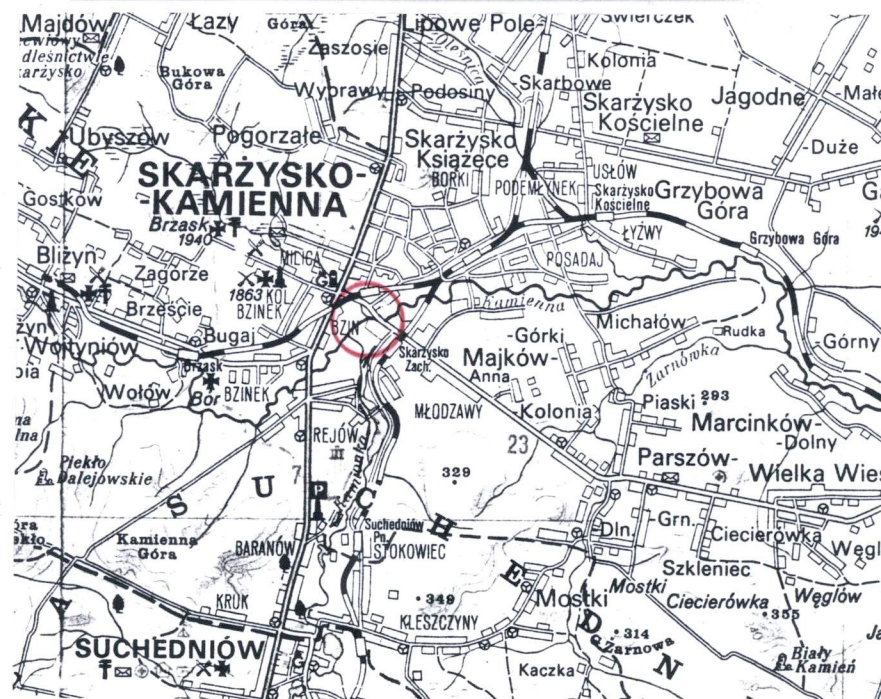 Majdów
Łazy
Góra
Lipowe Pole-
Świerczek
Zaszosie
Oleśnica
Kolonia
Bukowa
Góra
Wyprawy
Podosiny
Skarbowe
Skarżysko
Kościelne
Jagodne
-Duże
Ubyszów
Pogorzałe
Skarżysko
Książęce
BORKI
PODEMŁYNEK
USŁÓW
Skarżysko
Kościelne
Grzybowa
Góra
K I E
SKARŻYSKO-
-KAMIENNA
Gostków
Brzask
1940
MILICA
ŁYŻWY
Grzybowa Góra
Bliżyn
Zagórze
POSADAJ
1863
KOL.
BZINEK
Brzeście
Kamienna
BZIN
Bugaj
Michałów
Rudka
-Górny
Wojtyniów
-Górki
Skarżysko
Zach.
Majków-
Anna
Żarnówka
Brzask
Bór
BZINEK
Wołów
MŁODZAWY
-Kolonia
Piaski
293
Marcinków-
-Dolny
REJÓW
23
Piekło
Dalejowskie
7
329
Parszów-
Wielka Wieś
S U C H E D N
Kamionka
Suchedniów
Pn.
STOKOWIEC
Dln.
-Grn.
Ciecierówka
Kamienna
Góra
BARANÓW
Szkleniec
Mostki
Ciecierówka
Węglów
KRUK
349
KLESZCZYNY
Mostki
355
314
Żarnowa
SUCHEDNIÓW
Kaczka
Biały
Kamień